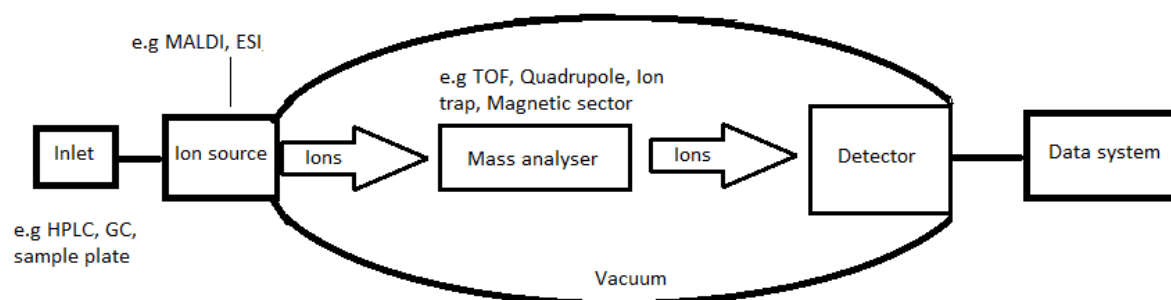 e.g MALDI, ESI
e.g TOF, Quadrupole, Ion
trap, Magnetic sector
Inlet
Ion source
Ions
Mass analyser
Ions
Detector
Data system
e.g HPLC, GC,
sample plate
Vacuum